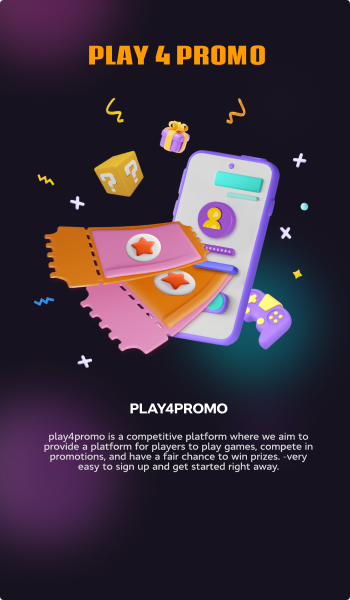 PLAY 4 PROMO
? ?
PLAY4PROMO
play4promo is a competitive platform where we aim to
provide a platform for players to play games, compete in
promotions, and have a fair chance to win prizes. -very
easy to sign up and get started right away.